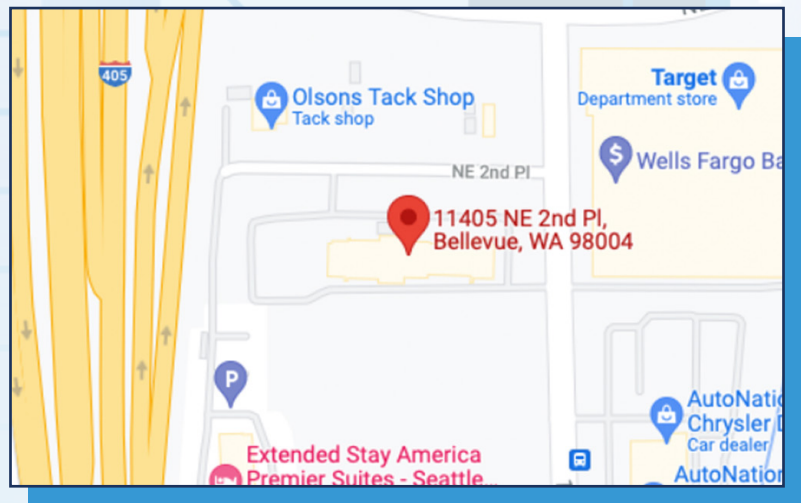 405
Olsons Tack Shop
Tack shop
Target
Department store
Wells Fargo Ba
NE 2nd Pl
11405 NE 2nd Pl,
Bellevue, WA 98004
P
AutoNatio
Chrysler D
Car dealer
Extended Stay America
Premier Suites - Seattle...
AutoNation